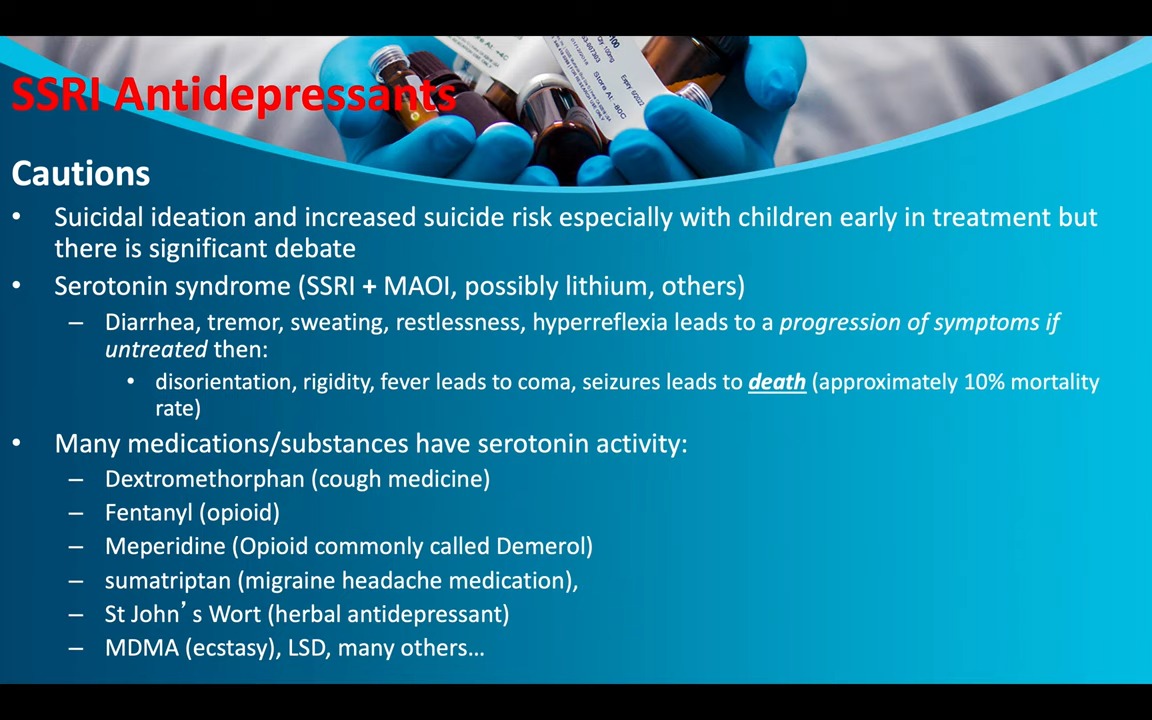 SSRI Antidepressants
Cautions
• Suicidal ideation and increased suicide risk especially with children early in treatment but
there is significant debate
• Serotonin syndrome (SSRI + MAOI, possibly lithium, others)
– Diarrhea, tremor, sweating, restlessness, hyperreflexia leads to a progression of symptoms if
untreated then:
• disorientation, rigidity, fever leads to coma, seizures leads to death (approximately 10% mortality
rate)
• Many medications/substances have serotonin activity:
– Dextromethorphan (cough medicine)
– Fentanyl (opioid)
– Meperidine (Opioid commonly called Demerol)
– sumatriptan (migraine headache medication),
– St John’s Wort (herbal antidepressant)
– MDMA (ecstasy), LSD, many others…
Store At: -80C